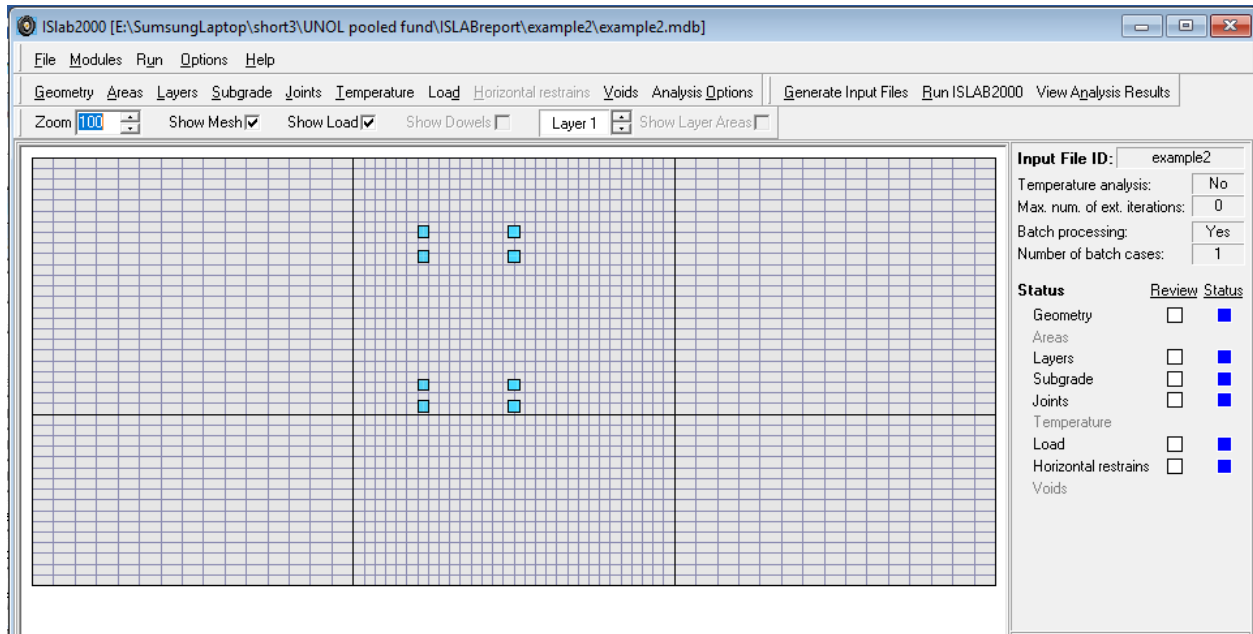 ISlab2000 [E:\SumsungLaptop\short3\UNOL pooled fund\ISLABreport\example2\example2.mdb]
File Modules Run Options Help
Geometry Areas Layers Subgrade Joints Temperature Load Horizontal restrains Voids Analysis Options Generate Input Files Run ISLAB2000 View Analysis Results
Zoom 100 Show Mesh Show Load Show Dowels Layer 1 Show Layer Areas
Input File ID: example2
Temperature analysis: No
Max. num. of ext. iterations: 0
Batch processing: Yes
Number of batch cases: 1
Status Review Status
Geometry
Areas
Layers
Subgrade
Joints
Temperature
Load
Horizontal restrains
Voids